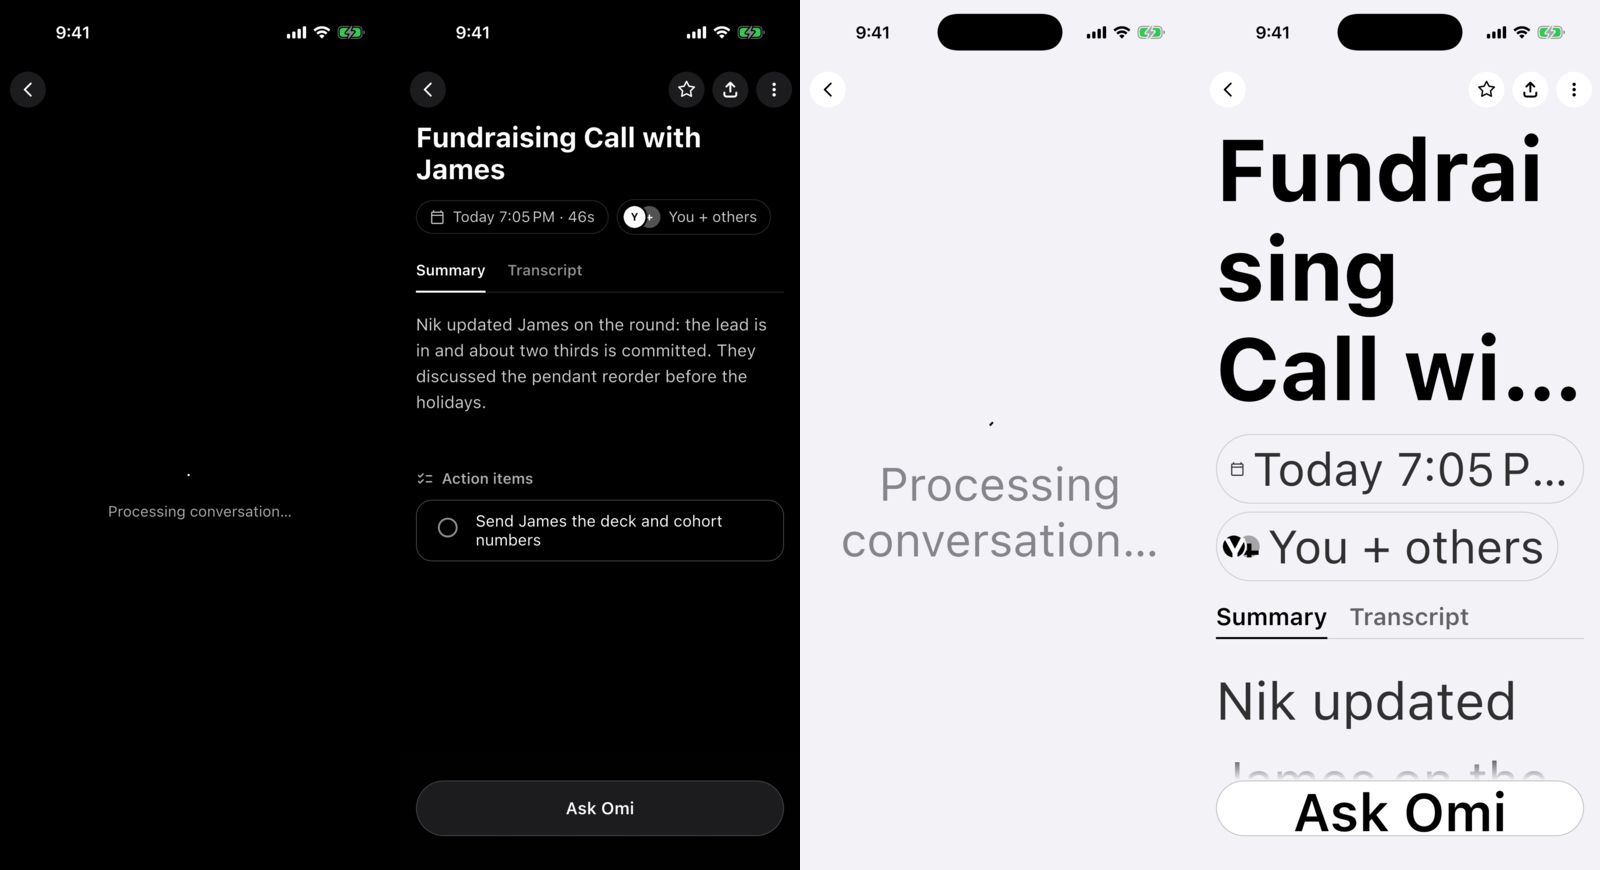 9:41
Processing conversation...
9:41
Fundraising Call with
James
Today 7:05 PM · 46s
Y + You + others
Summary Transcript
Nik updated James on the round: the lead is
in and about two thirds is committed. They
discussed the pendant reorder before the
holidays.
Action items
Send James the deck and cohort
numbers
Ask Omi
9:41
Processing
conversation...
9:41
Fundrai
sing
Call wi...
Today 7:05 P...
Y+ You + others
Summary Transcript
Nik updated
James on the
Ask Omi